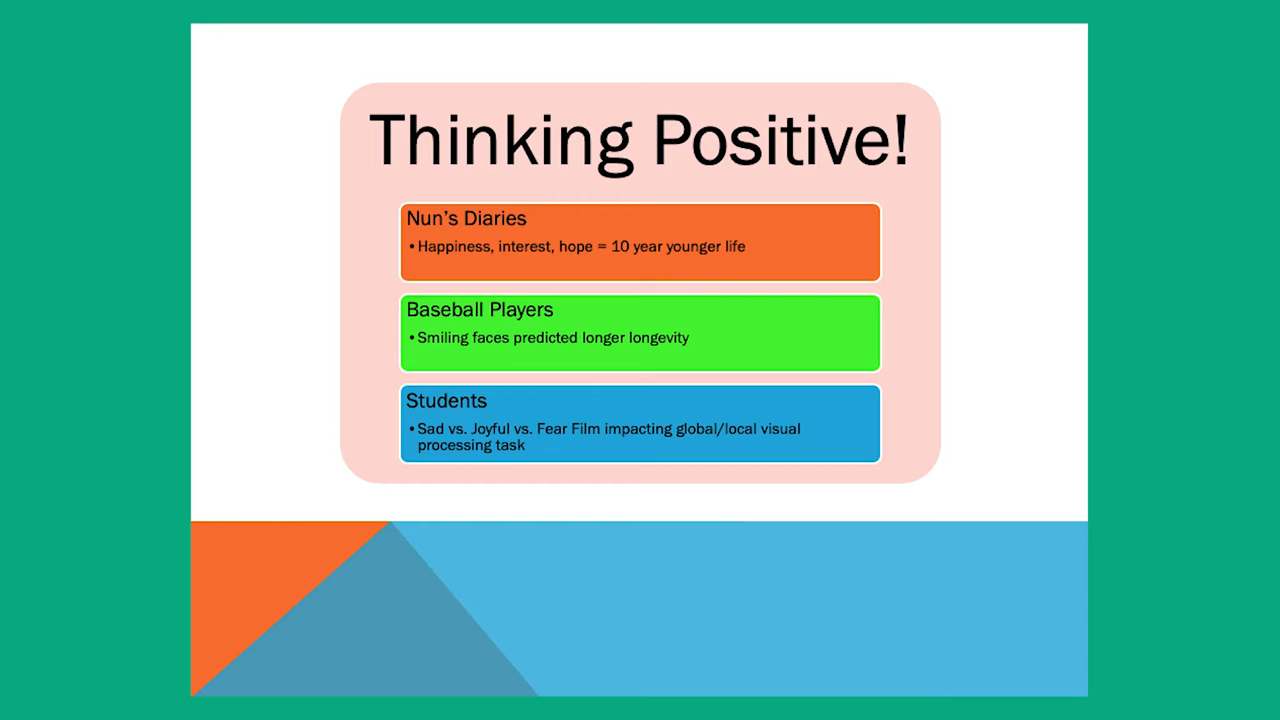 Thinking Positive!
Nun's Diaries
•Happiness, interest, hope = 10 year younger life
Baseball Players
•Smiling faces predicted longer longevity
Students
•Sad vs. Joyful vs. Fear Film impacting global/local visual
processing task